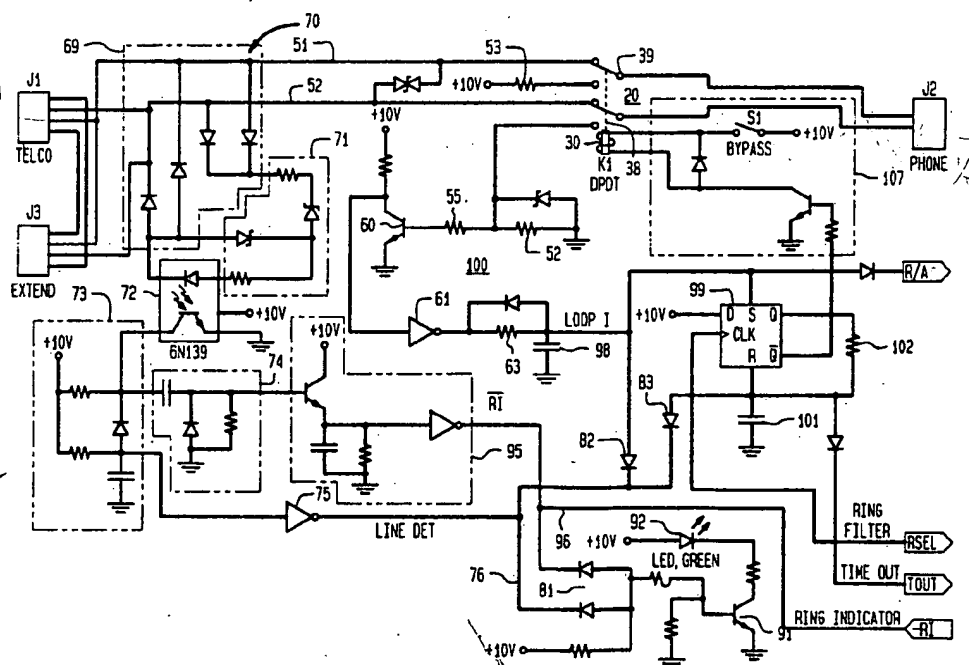 70
69
51
53
39
J1
+10V
20
J2
52
TELCO
+10V
S1
+10V
BYPASS
71
30
K1
DPDT
38
PHONE
107
J3
60
55
52
100
EXTEND
R/A
72
61
99
73
+10V
LOOP I
+10V
D S Q
CLK
R Q̅
6N139
+10V
63
98
102
+10V
74
83
R̅I̅
101
82
95
75
LINE DET
96
92
RING
FILTER
RSEL
+10V
LED, GREEN
76
TIME OUT
TOUT
81
91
RING INDICATOR
R̅I̅
+10V